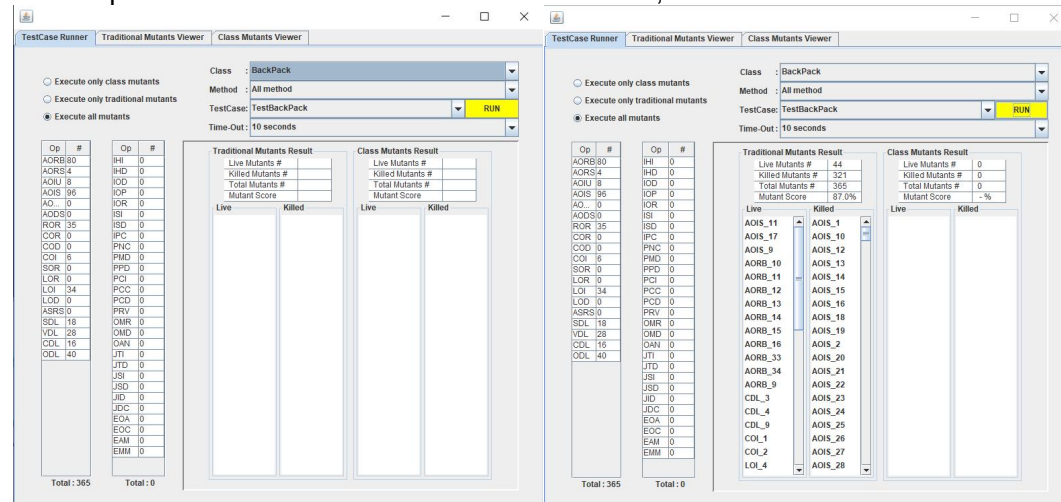 TestCase Runner Traditional Mutants Viewer Class Mutants Viewer
Execute only class mutants
Execute only traditional mutants
Execute all mutants
Class : BackPack
Method : All method
TestCase: TestBackPack RUN
Time-Out : 10 seconds
Op # Op #
AORB 80 IHI 0
AORS 4 IHD 0
AOIU 8 IOD 0
AOIS 96 IOP 0
AO... 0 IOR 0
AODS 0 ISI 0
ROR 35 ISD 0
COR 0 IPC 0
COD 0 PNC 0
COI 6 PMD 0
SOR 0 PPD 0
LOR 0 PCI 0
LOI 34 PCC 0
LOD 0 PCD 0
ASRS 0 PRV 0
SDL 18 OMR 0
VDL 28 OMD 0
CDL 16 OAN 0
ODL 40 JTI 0
JTD 0
JSI 0
JSD 0
JID 0
JDC 0
EOA 0
EOC 0
EAM 0
EMM 0
Total : 365 Total : 0
Traditional Mutants Result Class Mutants Result
Live Mutants # Live Mutants #
Killed Mutants # Killed Mutants #
Total Mutants # Total Mutants #
Mutant Score Mutant Score
Live Killed Live Killed
TestCase Runner Traditional Mutants Viewer Class Mutants Viewer
Execute only class mutants
Execute only traditional mutants
Execute all mutants
Class : BackPack
Method : All method
TestCase: TestBackPack RUN
Time-Out : 10 seconds
Op # Op #
AORB 80 IHI 0
AORS 4 IHD 0
AOIU 8 IOD 0
AOIS 96 IOP 0
AO... 0 IOR 0
AODS 0 ISI 0
ROR 35 ISD 0
COR 0 IPC 0
COD 0 PNC 0
COI 6 PMD 0
SOR 0 PPD 0
LOR 0 PCI 0
LOI 34 PCC 0
LOD 0 PCD 0
ASRS 0 PRV 0
SDL 18 OMR 0
VDL 28 OMD 0
CDL 16 OAN 0
ODL 40 JTI 0
JTD 0
JSI 0
JSD 0
JID 0
JDC 0
EOA 0
EOC 0
EAM 0
EMM 0
Total : 365 Total : 0
Traditional Mutants Result Class Mutants Result
Live Mutants # 44 Live Mutants # 0
Killed Mutants # 321 Killed Mutants # 0
Total Mutants # 365 Total Mutants # 0
Mutant Score 87.0% Mutant Score - %
Live Killed Live Killed
AOIS_11 AOIS_1
AOIS_17 AOIS_10
AOIS_9 AOIS_12
AORB_10 AOIS_13
AORB_11 AOIS_14
AORB_12 AOIS_15
AORB_13 AOIS_16
AORB_14 AOIS_18
AORB_15 AOIS_19
AORB_16 AOIS_2
AORB_33 AOIS_20
AORB_34 AOIS_21
AORB_9 AOIS_22
CDL_3 AOIS_23
CDL_4 AOIS_24
CDL_9 AOIS_25
COI_1 AOIS_26
COI_2 AOIS_27
LOI_4 AOIS_28